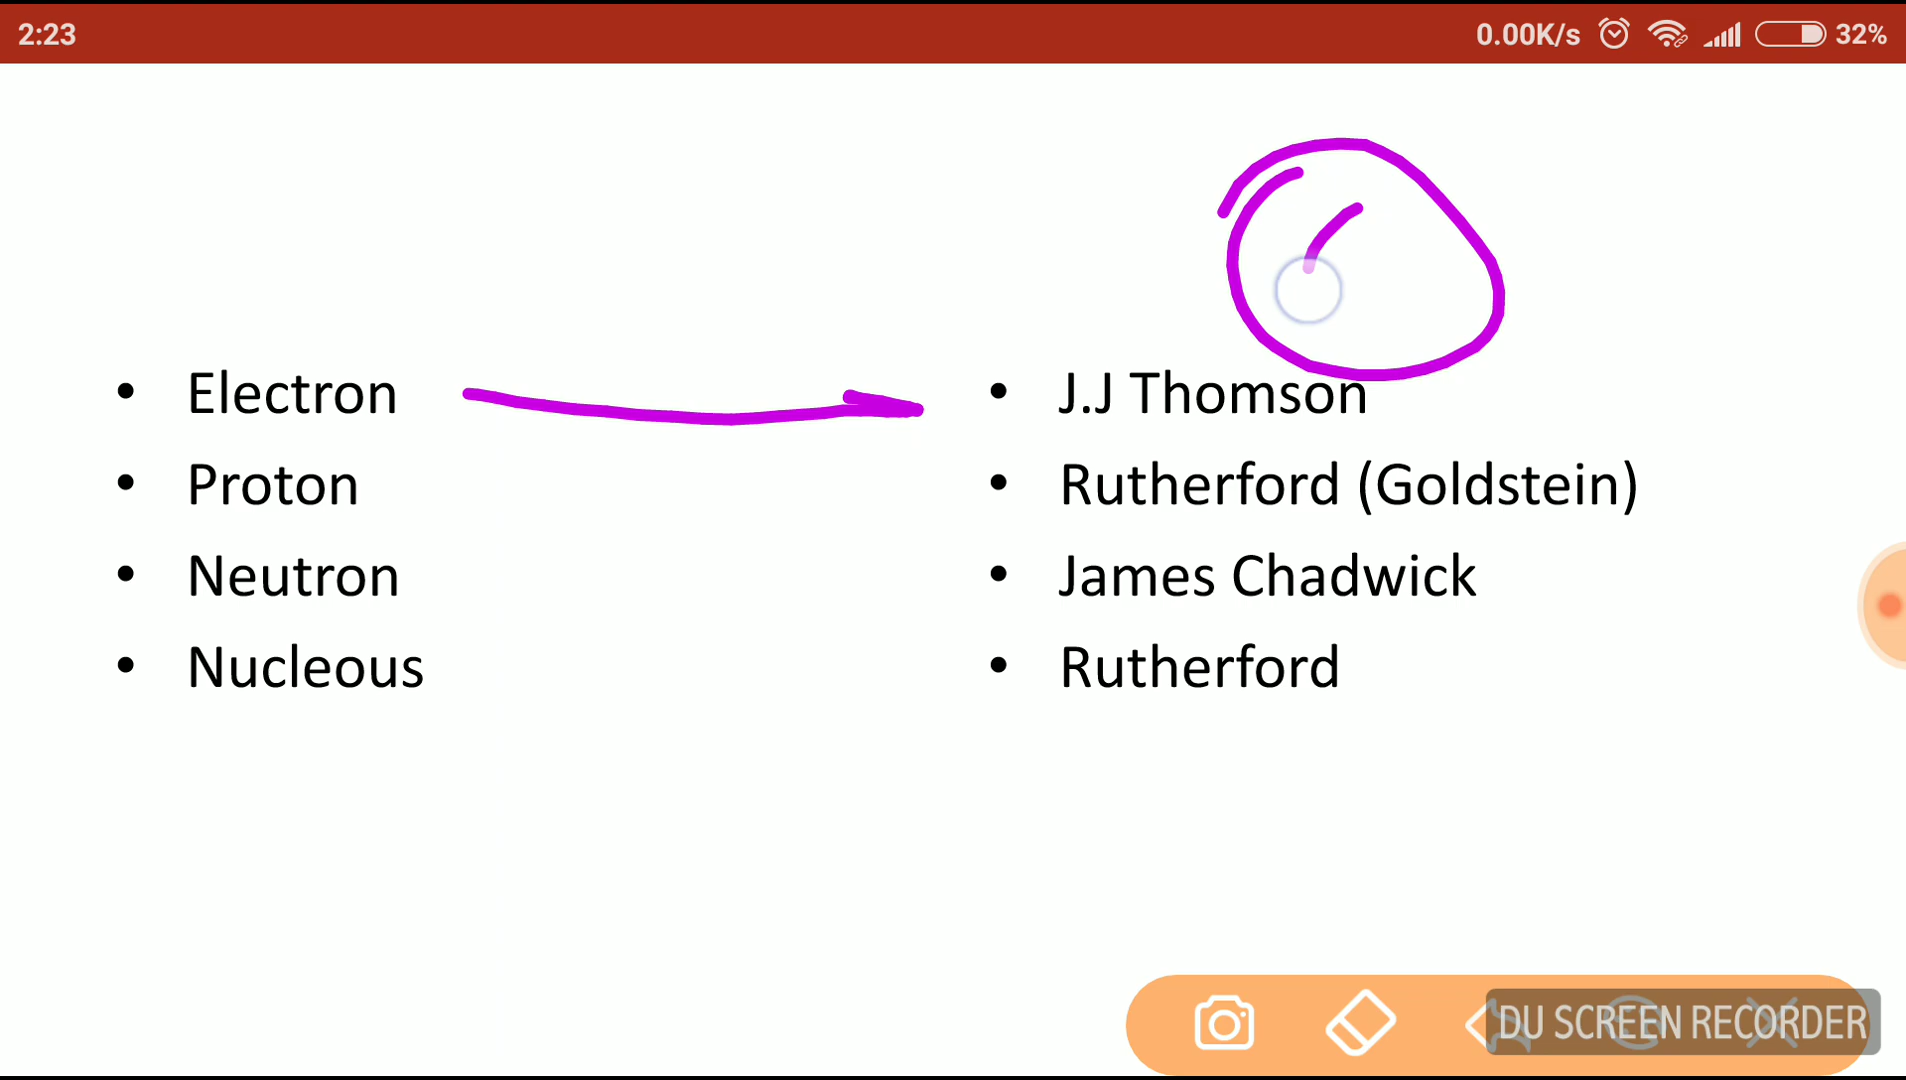 2:23 0.00K/s 32%
• Electron
• Proton
• Neutron
• Nucleous
• J.J Thomson
• Rutherford (Goldstein)
• James Chadwick
• Rutherford
DU SCREEN RECORDER